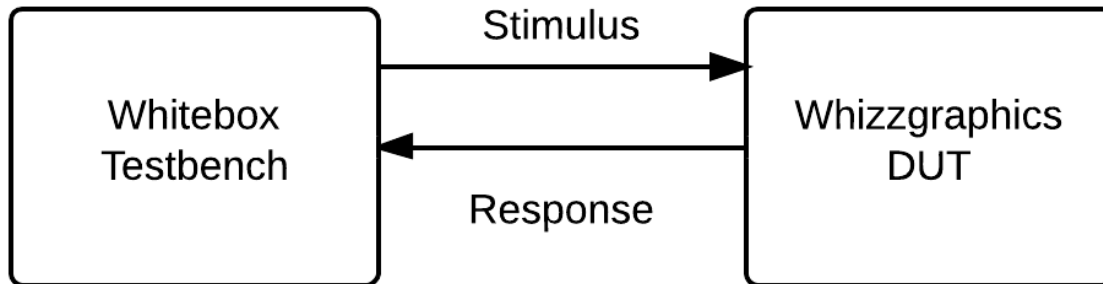 Stimulus
Whitebox
Testbench
Whizzgraphics
DUT
Response